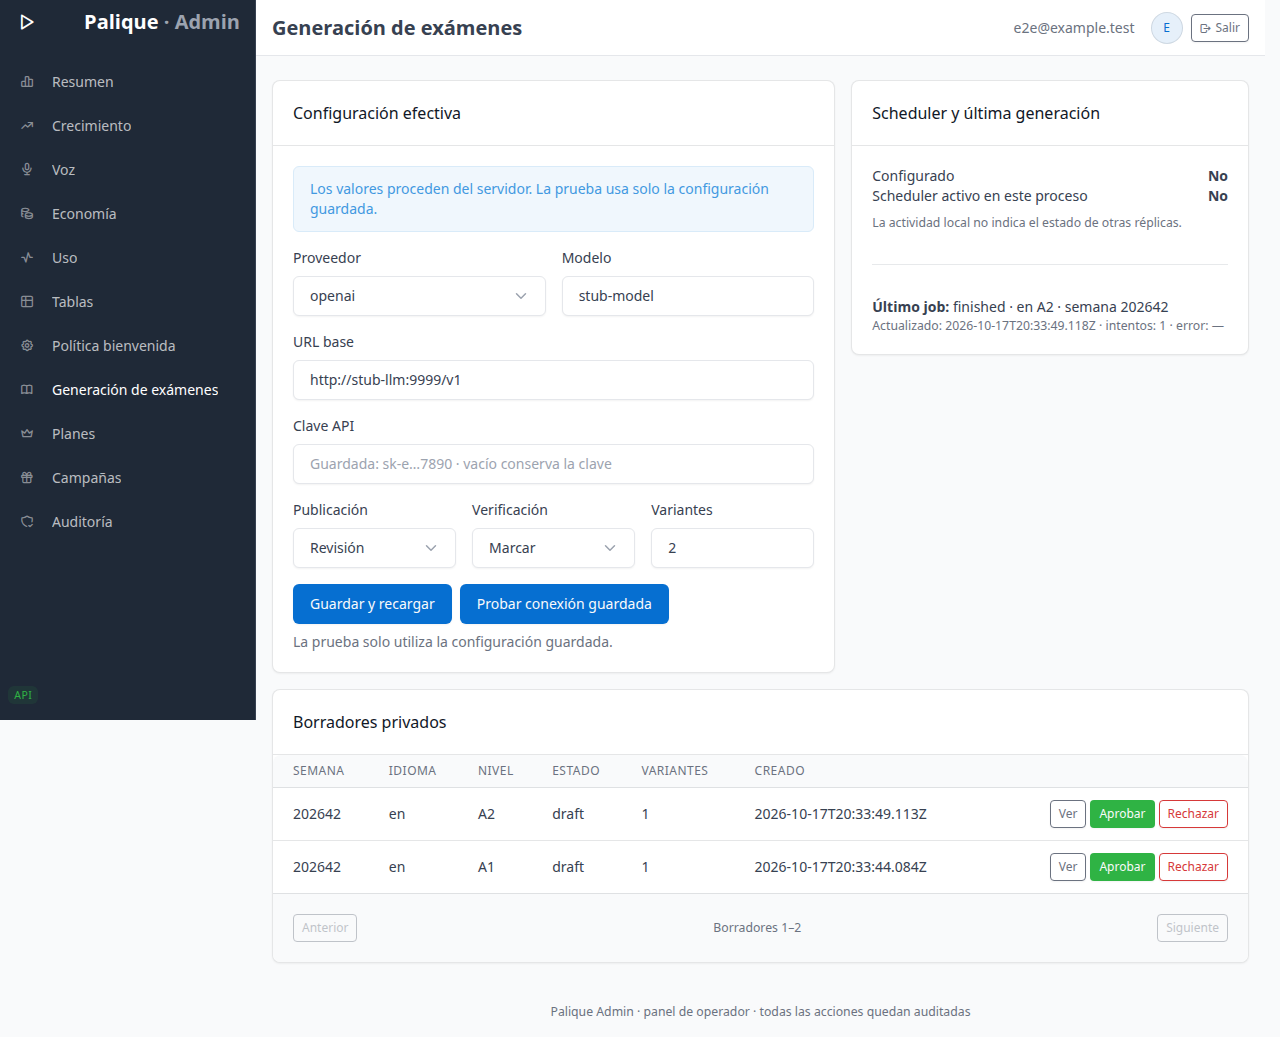 Palique · Admin
Resumen
Crecimiento
Voz
Economía
Uso
Tablas
Política bienvenida
Generación de exámenes
Planes
Campañas
Auditoría
API
Generación de exámenes
e2e@example.test
E
Salir
Configuración efectiva
Los valores proceden del servidor. La prueba usa solo la configuración
guardada.
Proveedor
Modelo
openai
stub-model
URL base
http://stub-llm:9999/v1
Clave API
Guardada: sk-e…7890 · vacío conserva la clave
Publicación
Verificación
Variantes
Revisión
Marcar
2
Guardar y recargar
Probar conexión guardada
La prueba solo utiliza la configuración guardada.
Scheduler y última generación
Configurado No
Scheduler activo en este proceso No
La actividad local no indica el estado de otras réplicas.
Último job: finished · en A2 · semana 202642
Actualizado: 2026-10-17T20:33:49.118Z · intentos: 1 · error: —
Borradores privados
SEMANA IDIOMA NIVEL ESTADO VARIANTES CREADO
202642 en A2 draft 1 2026-10-17T20:33:49.113Z Ver Aprobar Rechazar
202642 en A1 draft 1 2026-10-17T20:33:44.084Z Ver Aprobar Rechazar
Anterior
Borradores 1–2
Siguiente
Palique Admin · panel de operador · todas las acciones quedan auditadas